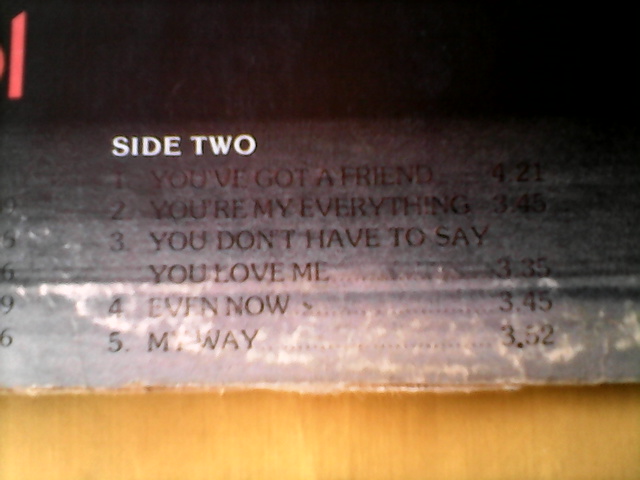 SIDE TWO
1. YOU'VE GOT A FRIEND 4.21
2. YOU'RE MY EVERYTHING 3.45
3. YOU DON'T HAVE TO SAY
YOU LOVE ME 3.35
4. EVEN NOW 3.45
5. MY WAY 3.52